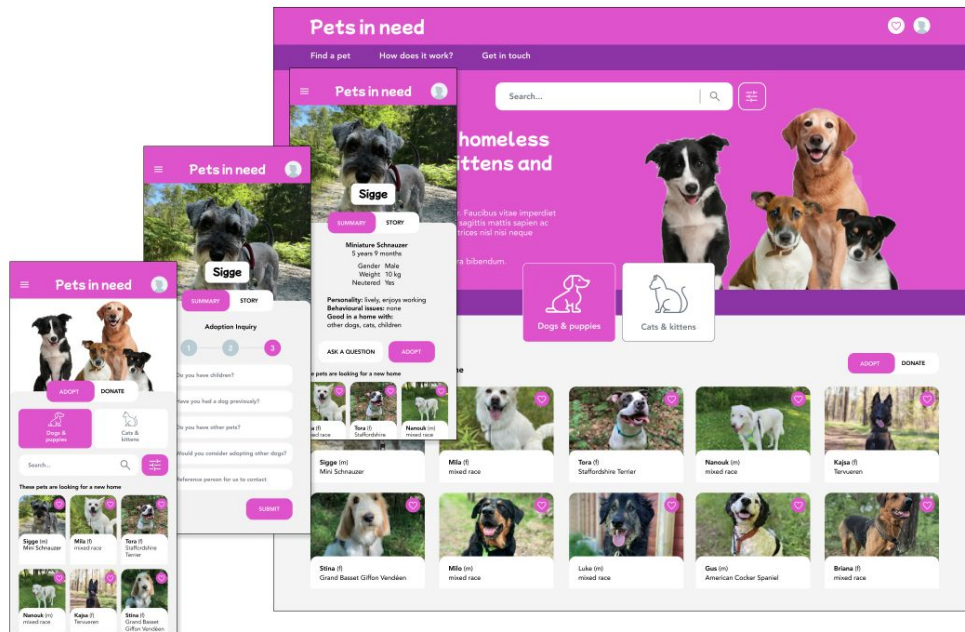 Pets in need
Find a pet
How does it work?
Get in touch
Search...
homeless
ittens and
. Faucibus vitae imperdiet
sagittis mattis sapien ac
trices nisl nisi neque
ra bibendum.
Dogs & puppies
Cats & kittens
ADOPT
DONATE
me
Sigge (m)
Mini Schnauzer
Mila (f)
mixed race
Tora (f)
Staffordshire Terrier
Nanouk (m)
mixed race
Kajsa (f)
Tervueren
Stina (f)
Grand Basset Giffon Vendéen
Milo (m)
mixed race
Luke (m)
mixed race
Gus (m)
American Cocker Spaniel
Briana (f)
mixed race
Pets in need
Sigge
SUMMARY
STORY
Miniature Schnauzer
5 years 9 months
Gender Male
Weight 10 kg
Neutered Yes
Personality: lively, enjoys working
Behavioural issues: none
Good in a home with:
other dogs, cats, children
ASK A QUESTION
ADOPT
e pets are looking for a new home
a (f)
ed race
Tora (f)
Staffordshire
Nanouk (m)
mixed race
Pets in need
Sigge
SUMMARY
STORY
Adoption Inquiry
1
2
3
Do you have children?
Have you had a dog previously?
Do you have other pets?
Would you consider adopting other dogs?
Reference person for us to contact
SUBMIT
Pets in need
ADOPT
DONATE
Dogs &
puppies
Cats &
kittens
Search...
These pets are looking for a new home
Sigge (m)
Mini Schnauzer
Mila (f)
mixed race
Tora (f)
Staffordshire
Terrier
Nanouk (m)
mixed race
Kajsa (f)
Tervueren
Stina (f)
Grand Basset
Giffon Vendéen